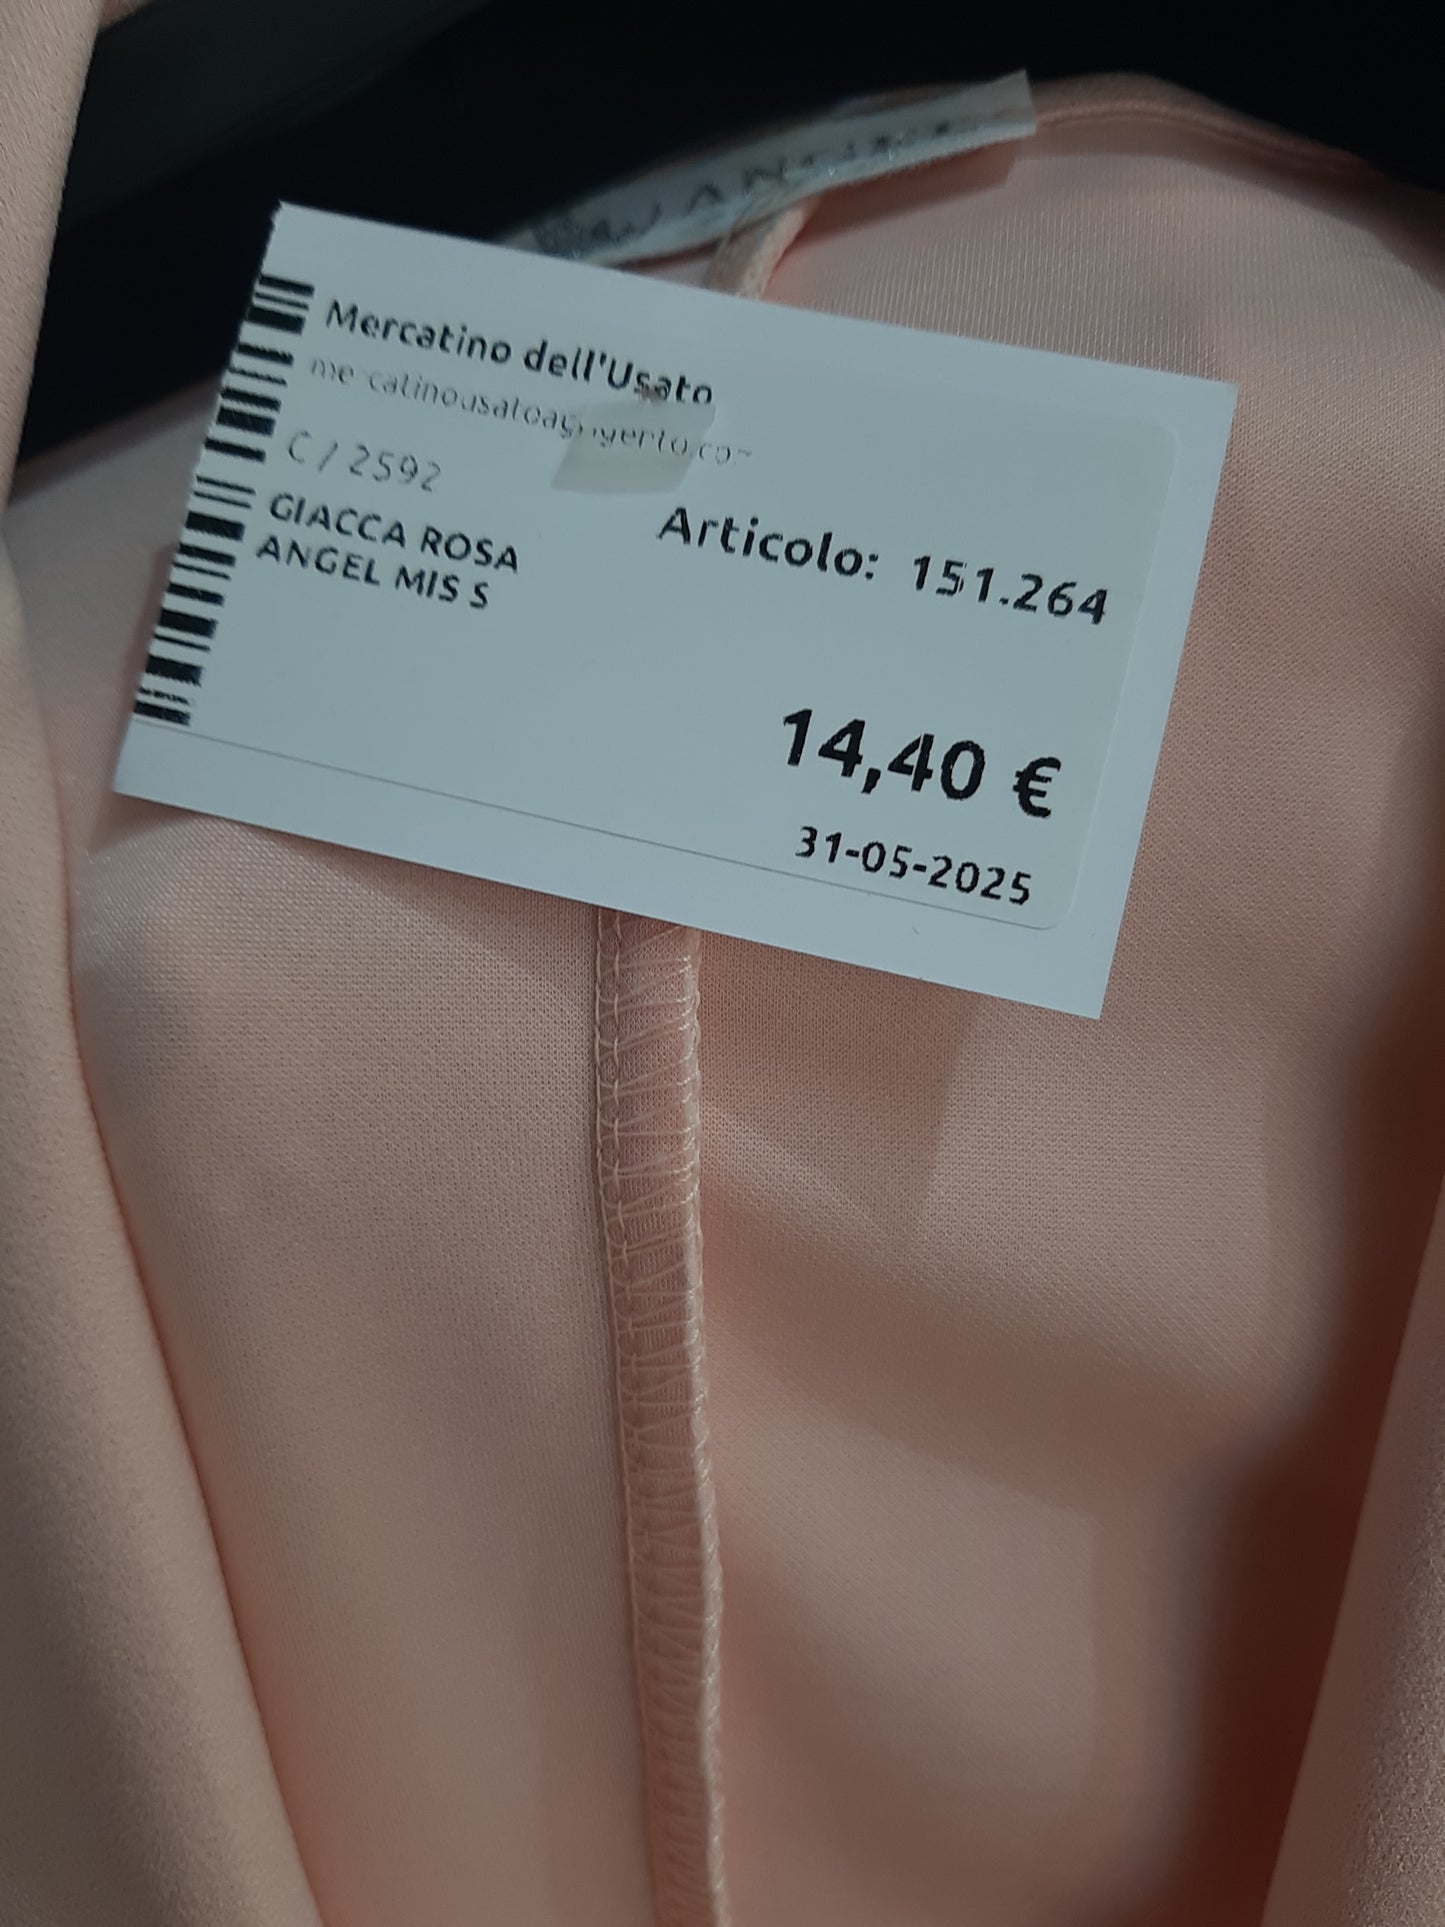 Mercatino dell'Usato
C / 2592
GIACCA ROSA
ANGEL MIS S
Articolo: 151.264
14,40 €
31-05-2025